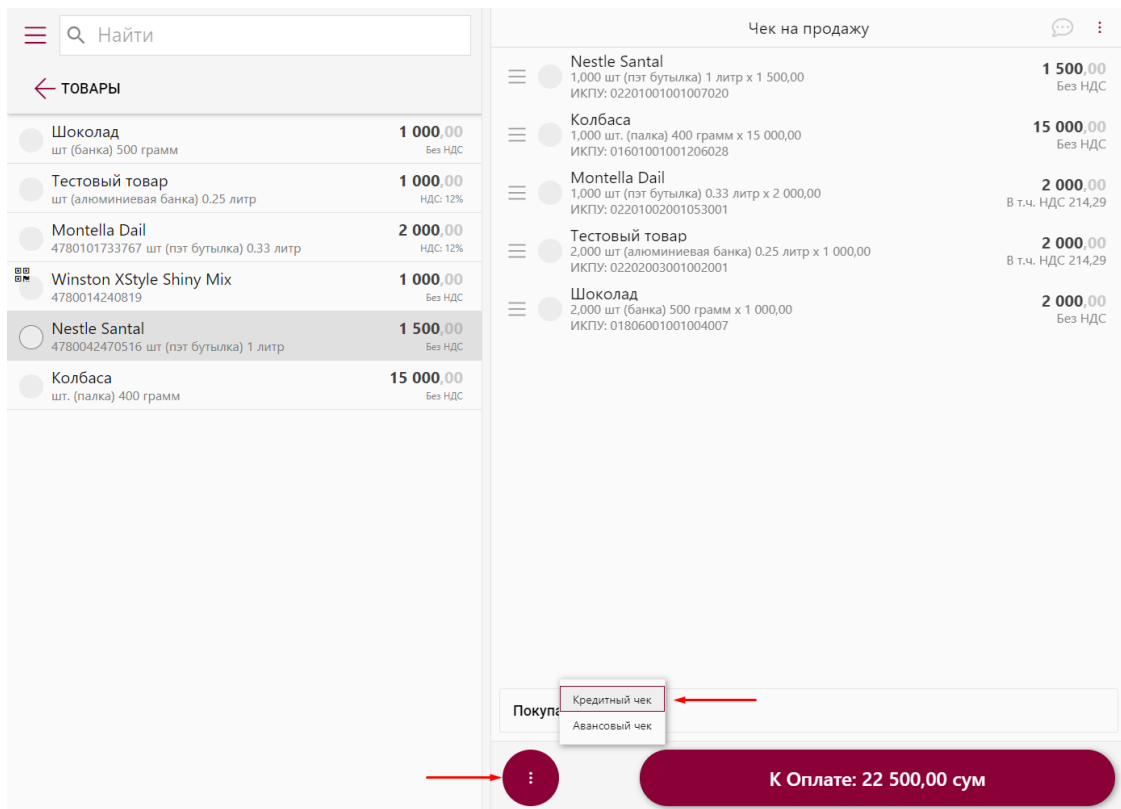 Найти
ТОВАРЫ
Шоколад 1 000,00
шт (банка) 500 грамм Без НДС
Тестовый товар 1 000,00
шт (алюминиевая банка) 0.25 литр НДС: 12%
Montella Dail 2 000,00
4780101733767 шт (пэт бутылка) 0.33 литр НДС: 12%
Winston XStyle Shiny Mix 1 000,00
4780014240819 Без НДС
Nestle Santal 1 500,00
4780042470516 шт (пэт бутылка) 1 литр Без НДС
Колбаса 15 000,00
шт. (палка) 400 грамм Без НДС
Чек на продажу
Nestle Santal 1 500,00
1,000 шт (пэт бутылка) 1 литр x 1 500,00 Без НДС
ИКПУ: 02201001001007020
Колбаса 15 000,00
1,000 шт. (палка) 400 грамм x 15 000,00 Без НДС
ИКПУ: 01601001001206028
Montella Dail 2 000,00
1,000 шт (пэт бутылка) 0.33 литр x 2 000,00 В т.ч. НДС 214,29
ИКПУ: 02201002001053001
Тестовый товар 2 000,00
2,000 шт (алюминиевая банка) 0.25 литр x 1 000,00 В т.ч. НДС 214,29
ИКПУ: 02202003001002001
Шоколад 2 000,00
2,000 шт (банка) 500 грамм x 1 000,00 Без НДС
ИКПУ: 01806001001004007
Кредитный чек
Покупа
Авансовый чек
К Оплате: 22 500,00 сум